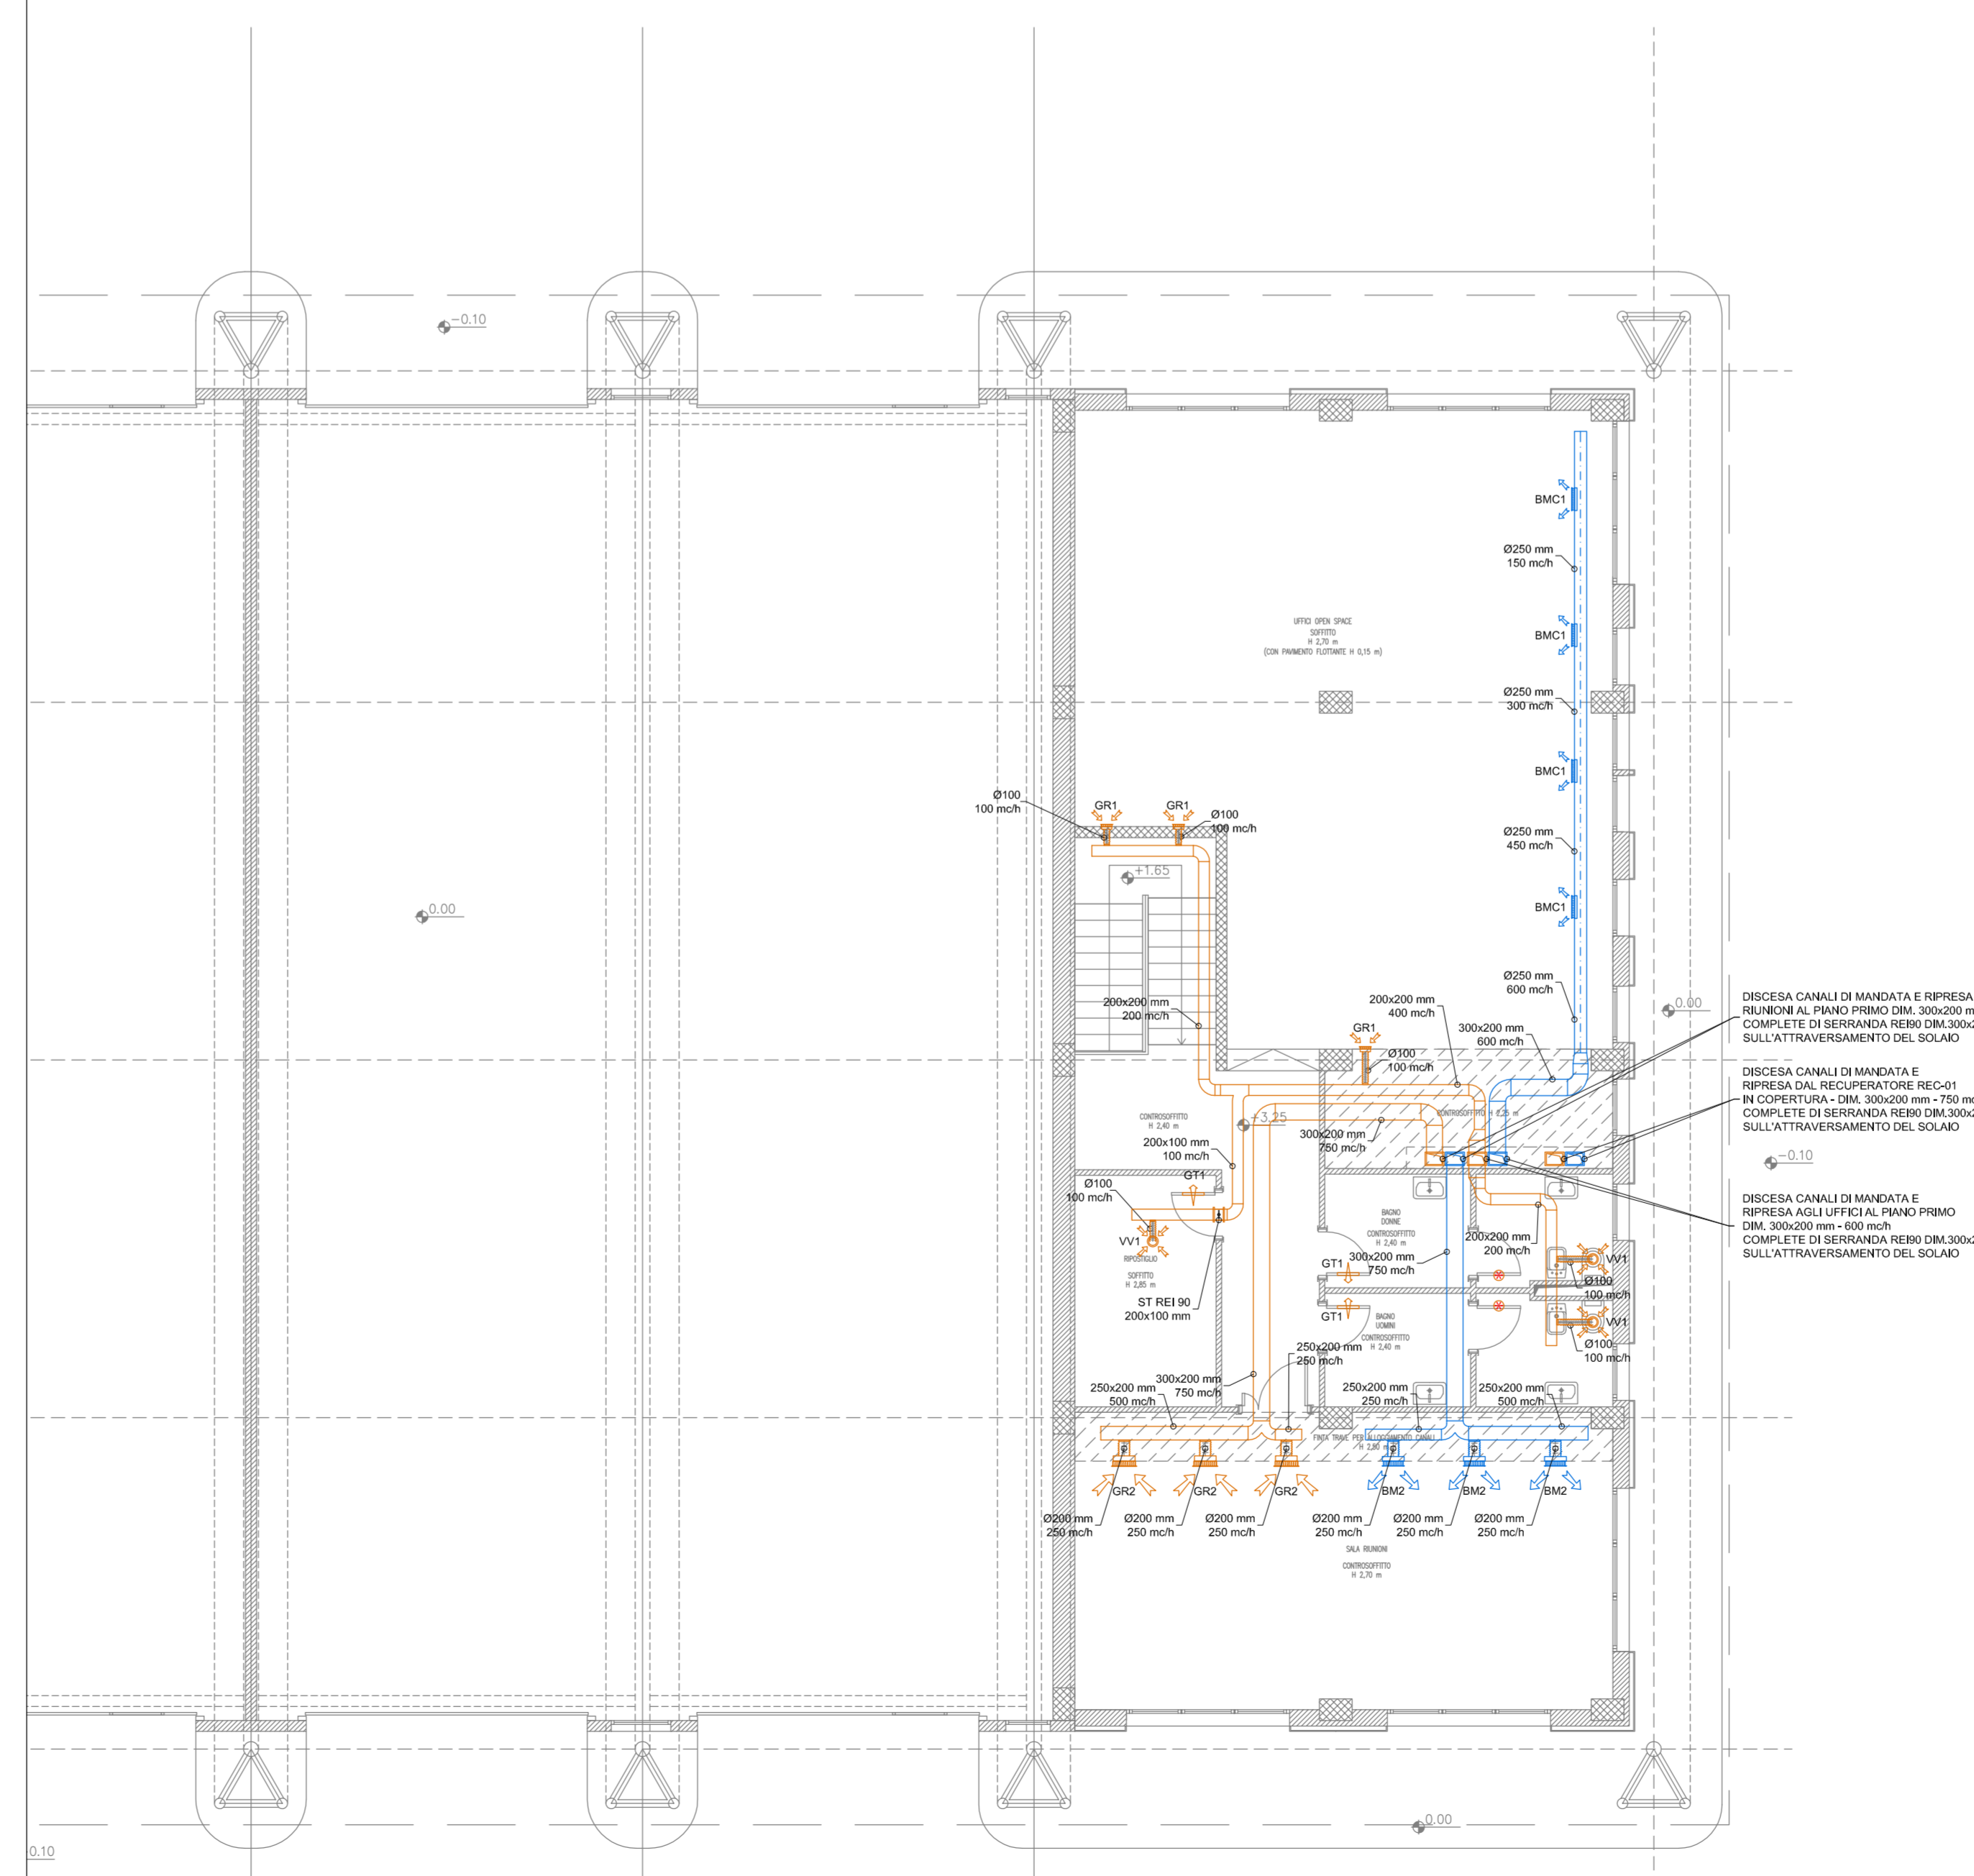 -0.10
BMC1
Ø250 mm
150 mc/h
UFFICI OPEN SPACE
SOFFITTO
H 2,70 m
(CON PAVIMENTO FLOTTANTE H 0,15 m)
BMC1
Ø250 mm
300 mc/h
BMC1
Ø100
100 mc/h
GR1
GR1
Ø100
100 mc/h
Ø250 mm
450 mc/h
+1.65
0.00
BMC1
Ø250 mm
600 mc/h
200x200 mm
200 mc/h
200x200 mm
400 mc/h
GR1
300x200 mm
600 mc/h
Ø100
100 mc/h
0.00
DISCESA CANALI DI MANDATA E RIPRESA
RIUNIONI AL PIANO PRIMO DIM. 300x200 m
COMPLETE DI SERRANDA REI90 DIM.300x2
SULL'ATTRAVERSAMENTO DEL SOLAIO
DISCESA CANALI DI MANDATA E
RIPRESA DAL RECUPERATORE REC-01
IN COPERTURA - DIM. 300x200 mm - 750 mc
COMPLETE DI SERRANDA REI90 DIM.300x2
SULL'ATTRAVERSAMENTO DEL SOLAIO
CONTROSOFFITTO
H 2,40 m
+3.25
CONTROSOFFITTO H 2,25 m
300x200 mm
750 mc/h
200x100 mm
100 mc/h
-0.10
GT1
Ø100
100 mc/h
DISCESA CANALI DI MANDATA E
RIPRESA AGLI UFFICI AL PIANO PRIMO
DIM. 300x200 mm - 600 mc/h
COMPLETE DI SERRANDA REI90 DIM.300x2
SULL'ATTRAVERSAMENTO DEL SOLAIO
VV1
RIPOSTIGLIO
SOFFITTO
H 2,85 m
BAGNO
DONNE
CONTROSOFFITTO
H 2,40 m
200x200 mm
200 mc/h
300x200 mm
750 mc/h
GT1
VV1
Ø100
100 mc/h
ST REI 90
200x100 mm
GT1
BAGNO
UOMINI
CONTROSOFFITTO
H 2,40 m
VV1
Ø100
100 mc/h
250x200 mm
250 mc/h
300x200 mm
750 mc/h
250x200 mm
500 mc/h
250x200 mm
250 mc/h
250x200 mm
500 mc/h
FINTA TRAVE PER ALLOGGIAMENTO CANALI
GR2
GR2
GR2
BM2
BM2
BM2
Ø200 mm
250 mc/h
Ø200 mm
250 mc/h
Ø200 mm
250 mc/h
Ø200 mm
250 mc/h
Ø200 mm
250 mc/h
Ø200 mm
250 mc/h
SALA RIUNIONI
CONTROSOFFITTO
H 2,70 m
0.00
0.10